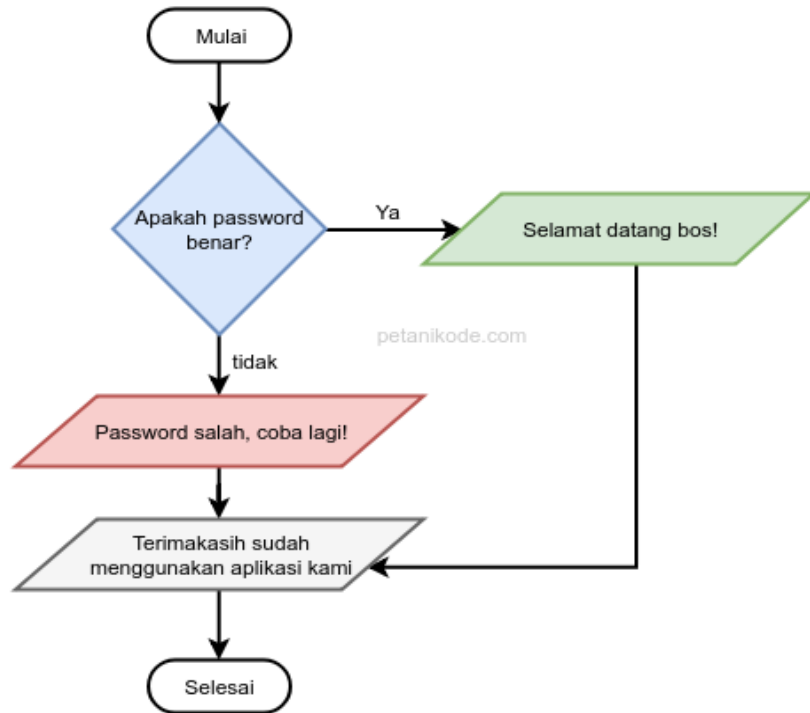 Mulai
Apakah password
benar?
Ya
Selamat datang bos!
petanikode.com
tidak
Password salah, coba lagi!
Terimakasih sudah
menggunakan aplikasi kami
Selesai